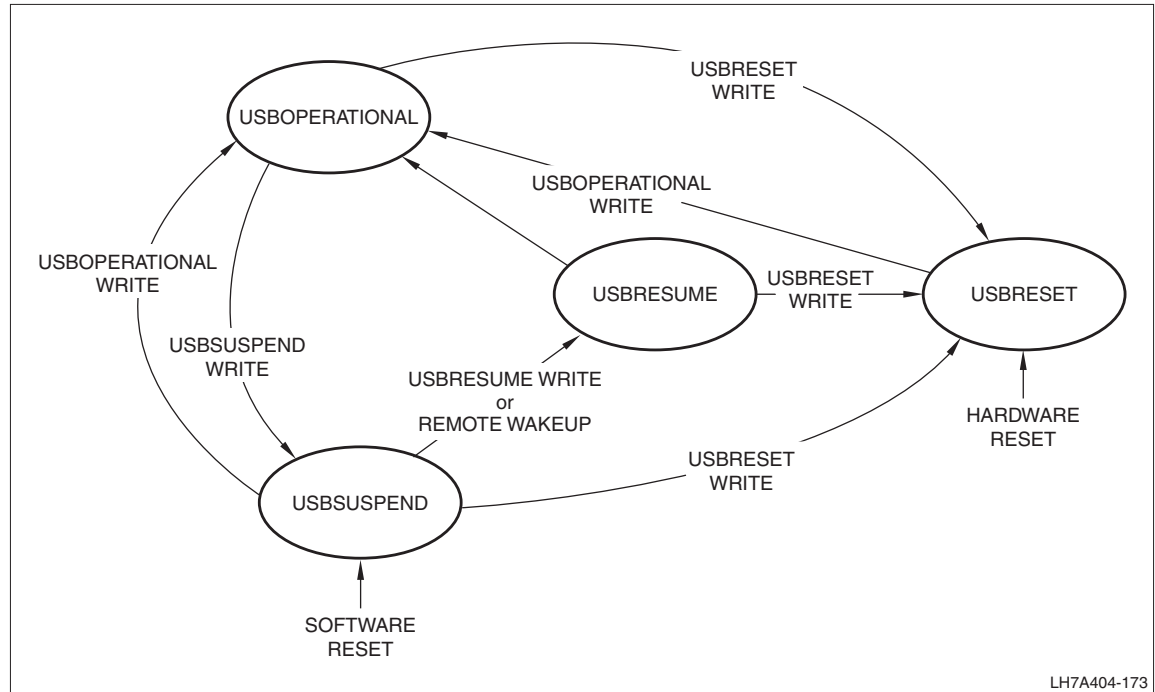 USBRESET
WRITE
USBOPERATIONAL
USBOPERATIONAL
WRITE
USBOPERATIONAL
WRITE
USBRESUME
USBRESET
WRITE
USBRESET
USBSUSPEND
WRITE
USBRESUME WRITE
or
REMOTE WAKEUP
HARDWARE
RESET
USBRESET
WRITE
USBSUSPEND
SOFTWARE
RESET
LH7A404-173